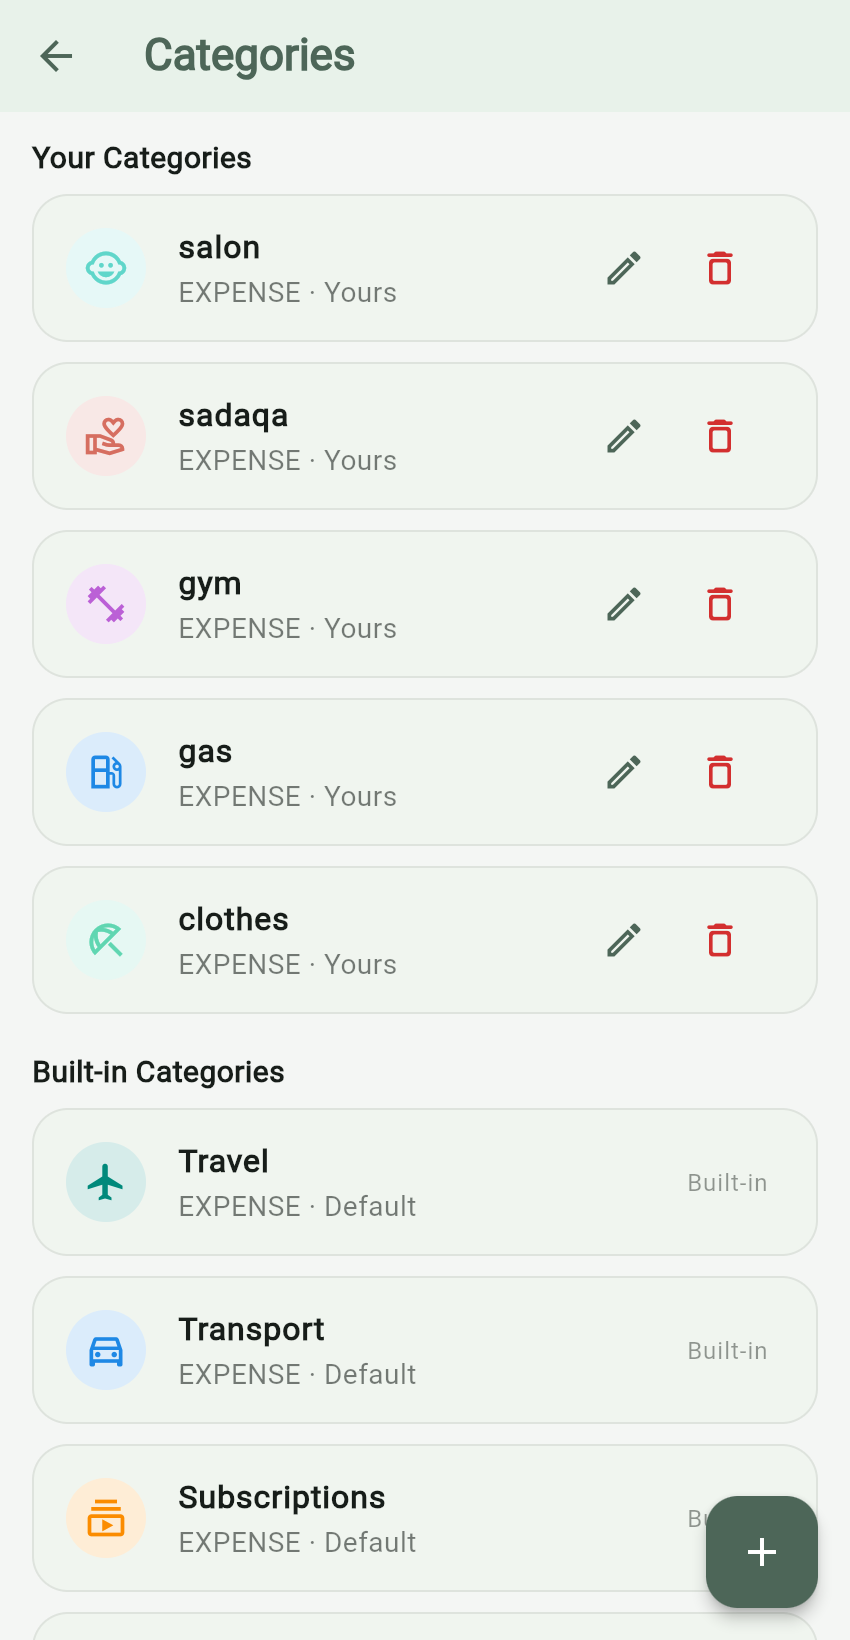 Categories
Your Categories
salon
EXPENSE · Yours
sadaqa
EXPENSE · Yours
gym
EXPENSE · Yours
gas
EXPENSE · Yours
clothes
EXPENSE · Yours
Built-in Categories
Travel
EXPENSE · Default
Built-in
Transport
EXPENSE · Default
Built-in
Subscriptions
EXPENSE · Default